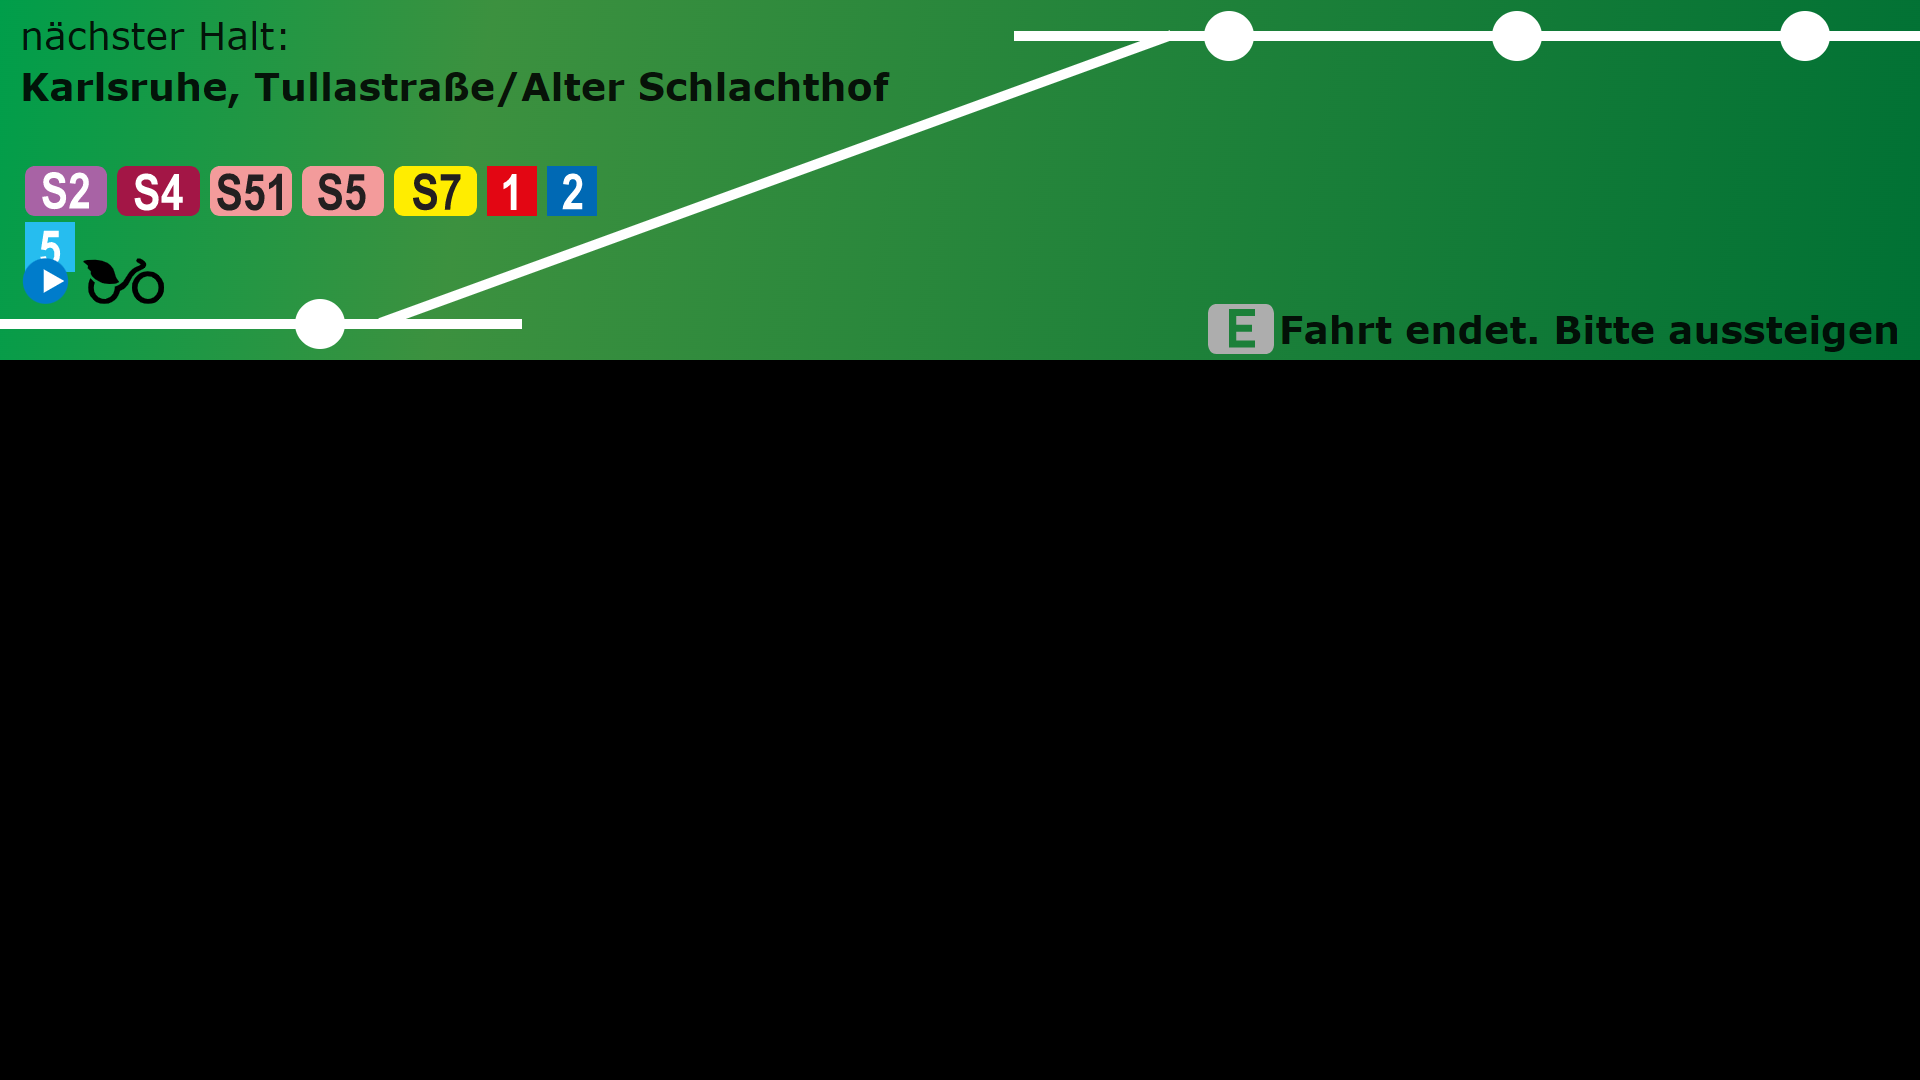 nächster Halt:
Karlsruhe, Tullastraße/Alter Schlachthof
S2 S4 S51 S5 S7 1 2
5
E Fahrt endet. Bitte aussteigen